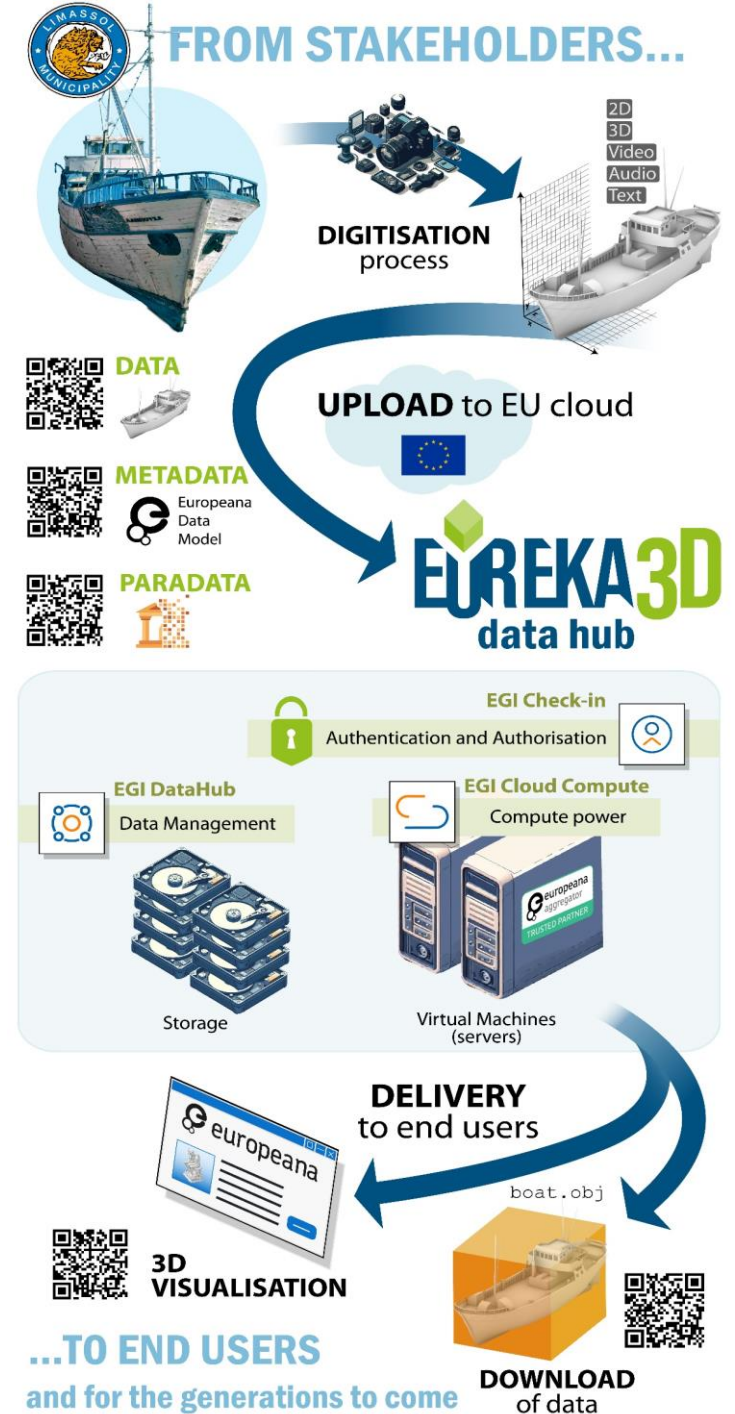 LIMASSOL
MUNICIPALITY
FROM STAKEHOLDERS...
2D
3D
Video
Audio
Text
DIGITISATION
process
DATA
UPLOAD to EU cloud
METADATA
Europeana
Data
Model
PARADATA
EUREKA3D
data hub
EGI Check-in
Authentication and Authorisation
EGI DataHub
Data Management
EGI Cloud Compute
Compute power
europeana
aggregator
TRUSTED PARTNER
Storage
Virtual Machines
(servers)
DELIVERY
to end users
europeana
boat.obj
3D
VISUALISATION
...TO END USERS
and for the generations to come
DOWNLOAD
of data